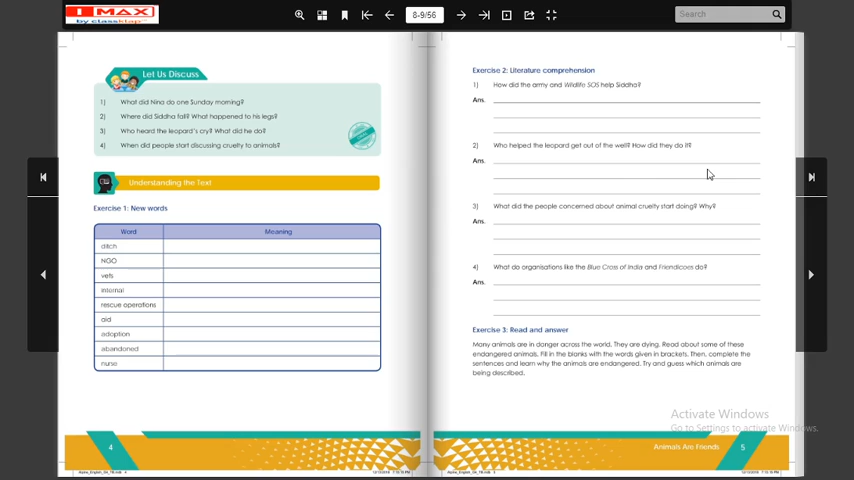 I MAX
by classklap
8-9/56
Search
Let Us Discuss
1) What did Nina do one Sunday morning?
2) Where did Siddha fall? What happened to his legs?
3) Who heard the leopard's cry? What did he do?
4) When did people start discussing cruelty to animals?
Understanding the Text
Exercise 1: New words
Word Meaning
ditch
NGO
vets
internal
rescue operations
aid
adoption
abandoned
nurse
4
Exercise 2: Literature comprehension
1) How did the army and Wildlife SOS help Siddha?
Ans.
2) Who helped the leopard get out of the well? How did they do it?
Ans.
3) What did the people concerned about animal cruelty start doing? Why?
Ans.
4) What do organisations like the Blue Cross of India and Friendicoes do?
Ans.
Exercise 3: Read and answer
Many animals are in danger across the world. They are dying. Read about some of these
endangered animals. Fill in the blanks with the words given in brackets. Then, complete the
sentences and learn why the animals are endangered. Try and guess which animals are
being described.
Animals Are Friends 5
Activate Windows
Go to Settings to activate Windows.